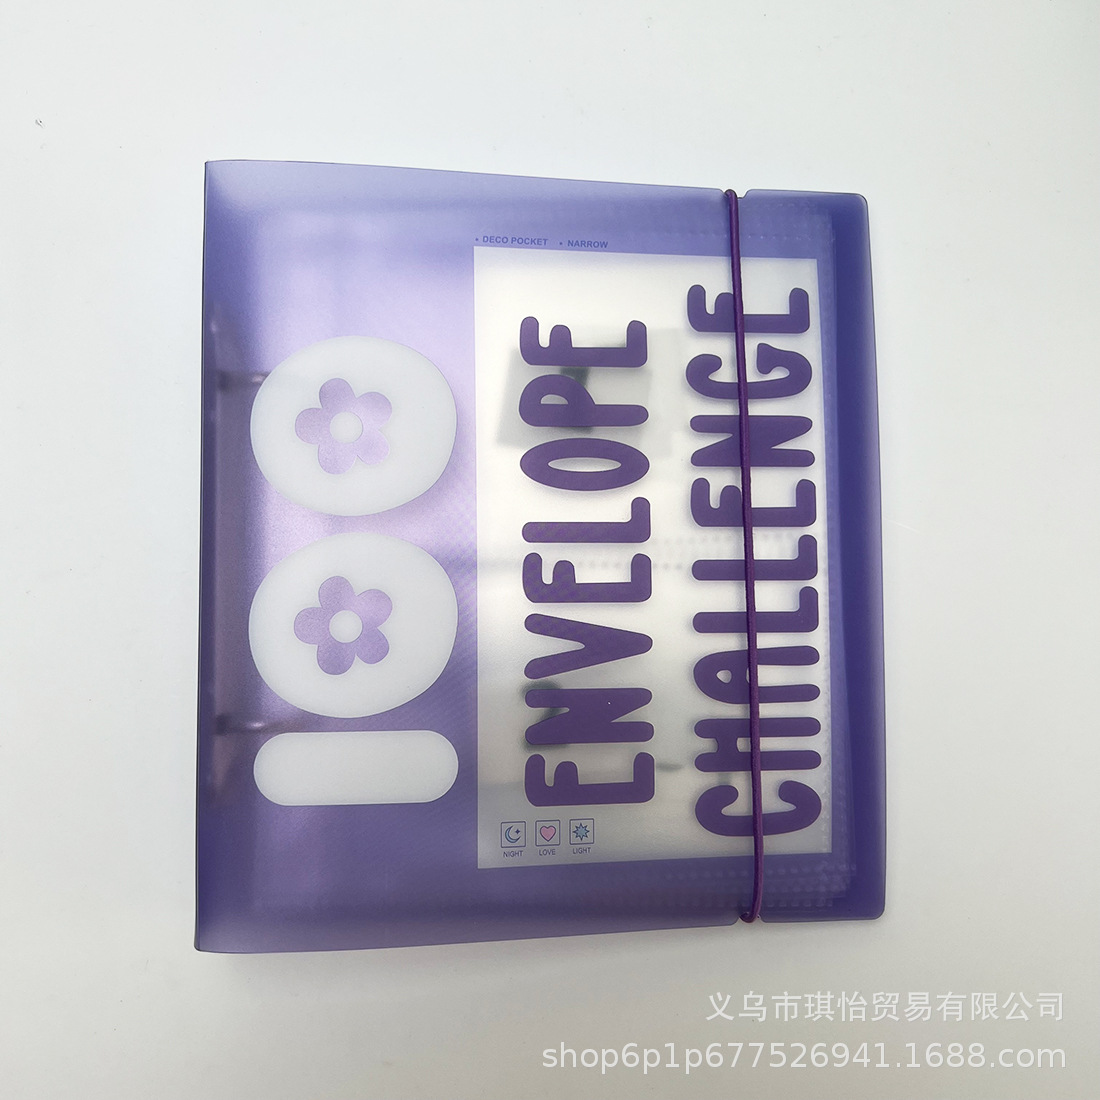 • DECO POCKET • NARROW
100
ENVELOPE
CHALLENGE
NIGHT LOVE LIGHT
义乌市琪怡贸易有限公司
shop6p1p677526941.1688.com